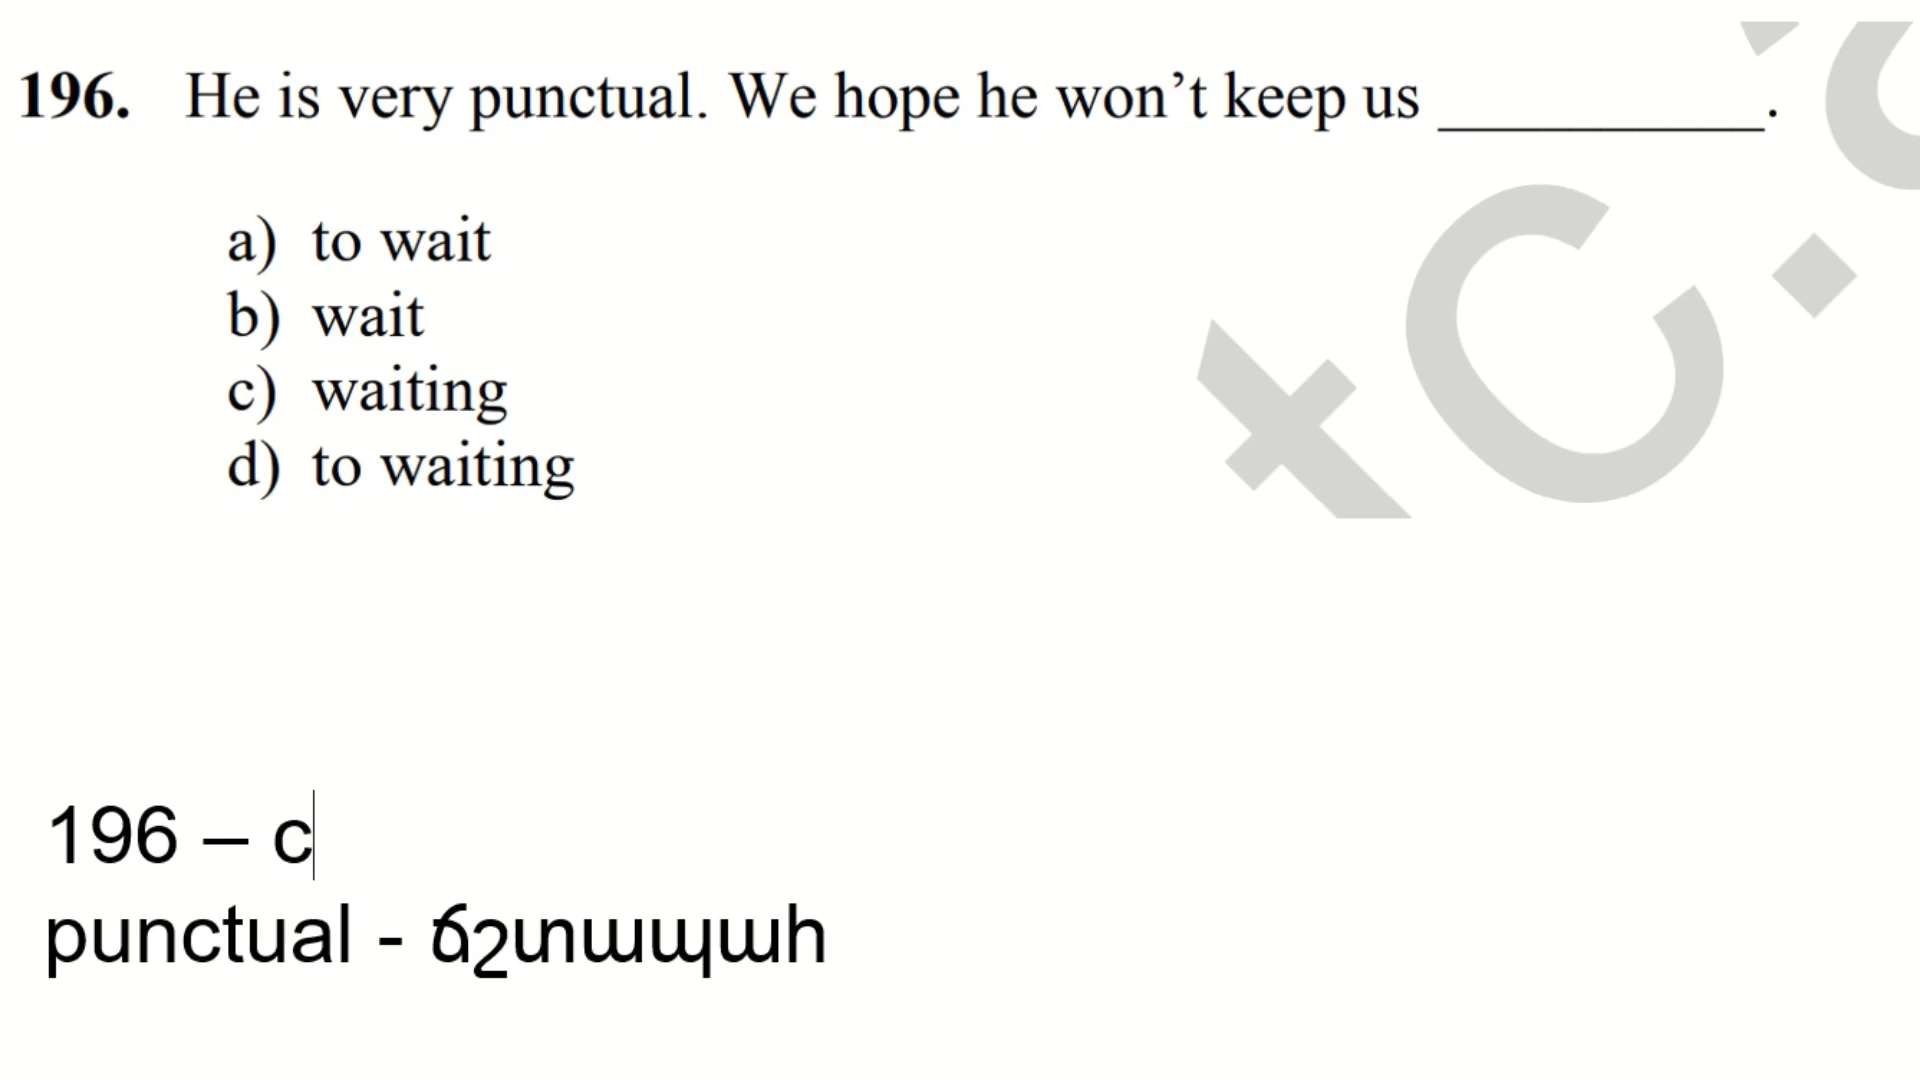 196. He is very punctual. We hope he won’t keep us __________.
a) to wait
b) wait
c) waiting
d) to waiting
196 – c
punctual - ճշտապահ